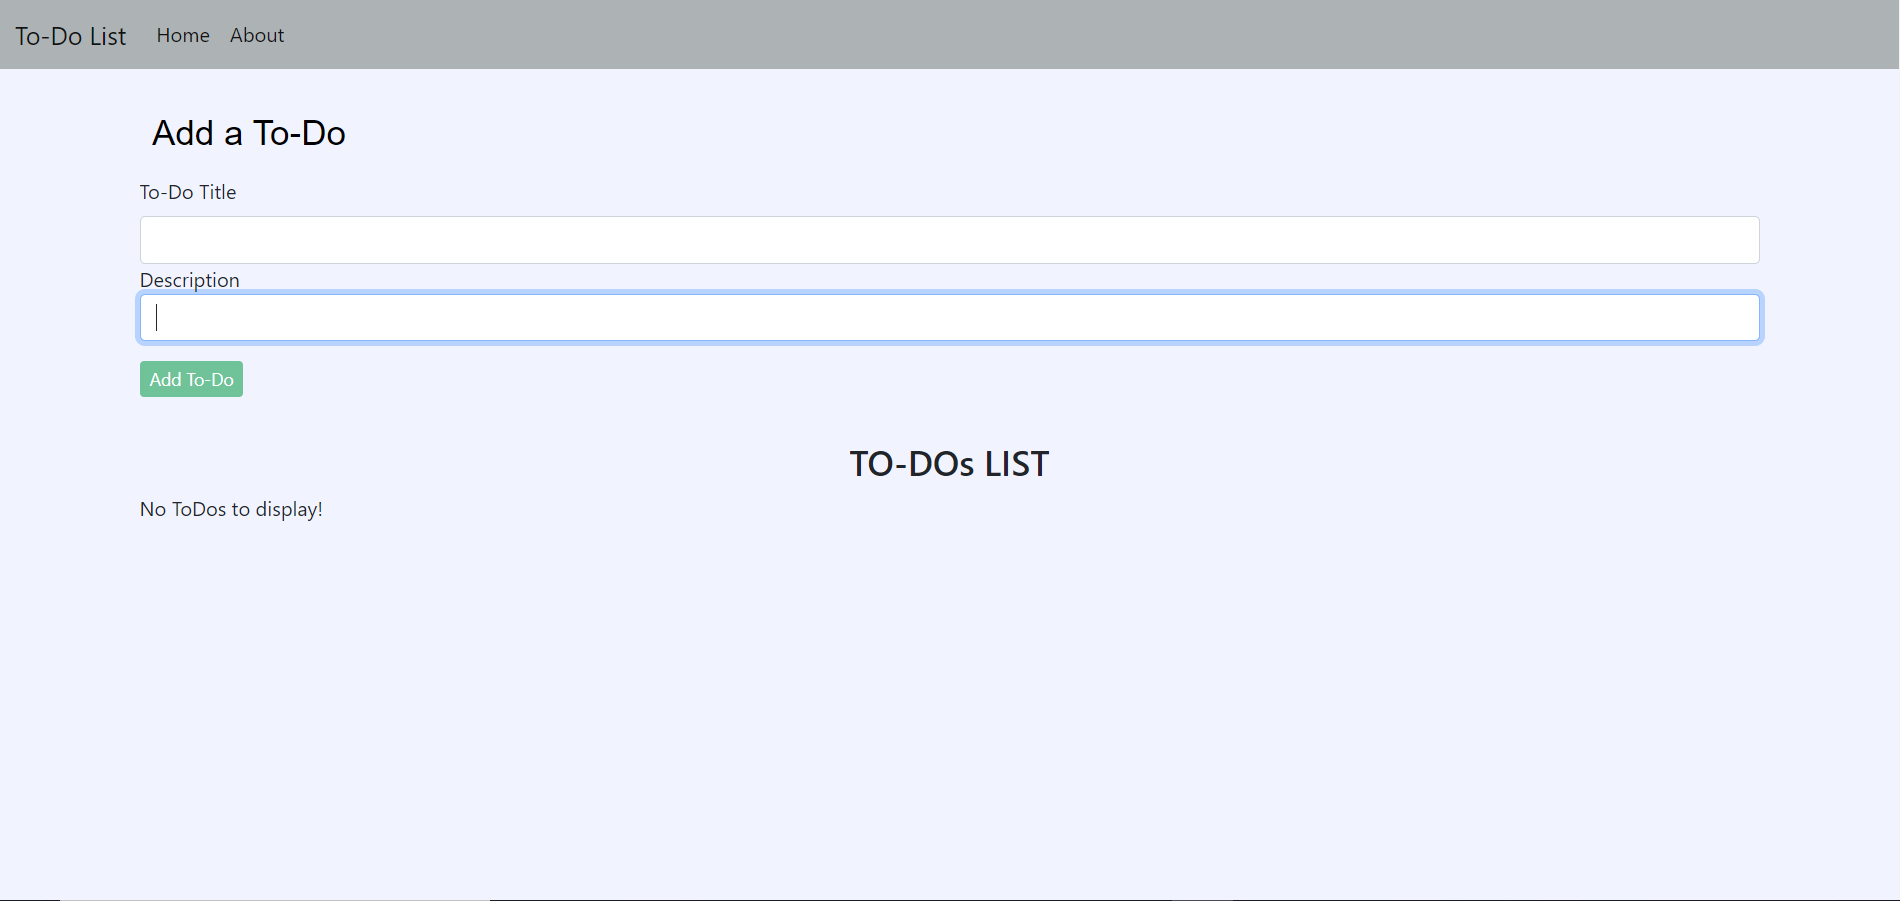 To-Do List Home About
Add a To-Do
To-Do Title
Description
Add To-Do
TO-DOs LIST
No ToDos to display!